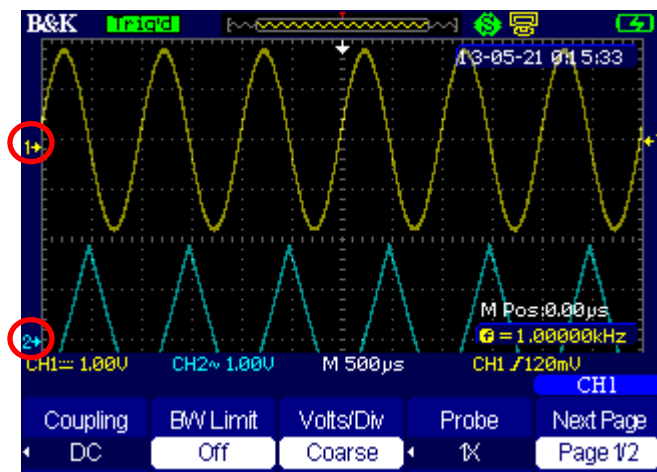 B&K Trig'd
13-05-21 0:15:33
1
M Pos:0.00µs
f = 1.00000kHz
2
CH1⎓ 1.00V CH2~ 1.00V M 500µs CH1 / 120mV
CH1
Coupling BW Limit Volts/Div Probe Next Page
DC Off Coarse 1X Page 1/2